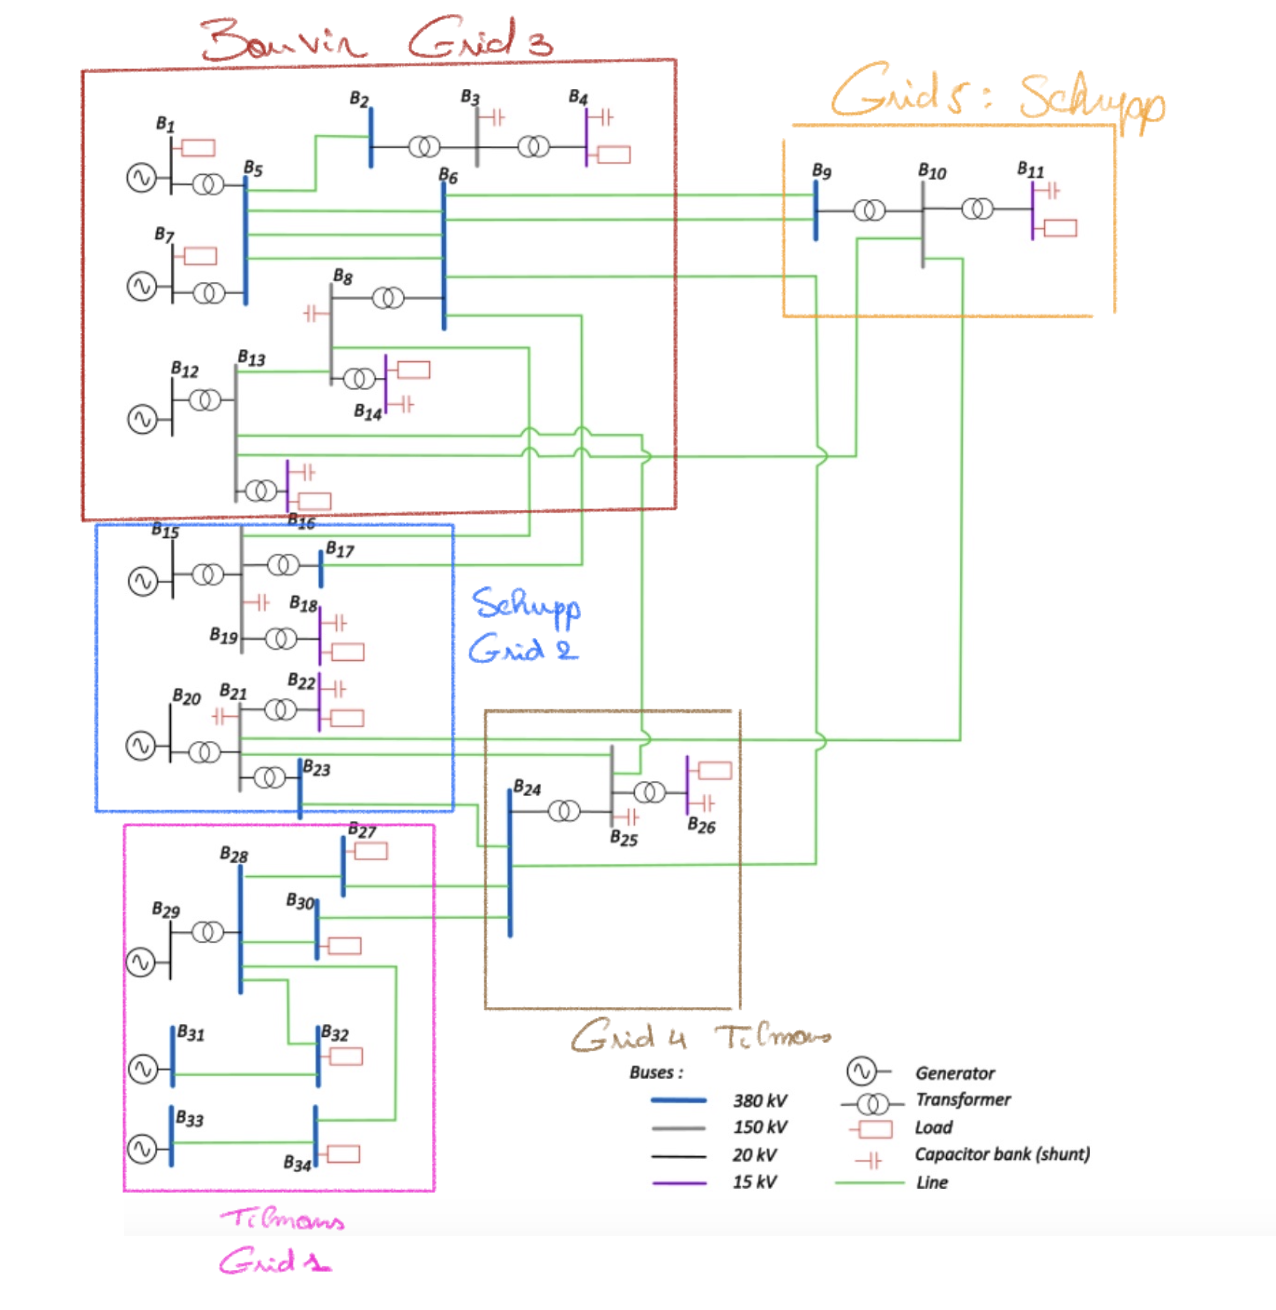 Bouvin Grid 3
Grid 5: Schupp
B1
B2
B3
B4
B5
B6
B7
B8
B9
B10
B11
B12
B13
B14
B16
B15
B17
B18
B19
Schupp
Grid 2
B20
B21
B22
B23
B24
B25
B26
B27
B28
B29
B30
B31
B32
B33
B34
Grid 4 Tilmans
Buses :
380 kV
150 kV
20 kV
15 kV
Generator
Transformer
Load
Capacitor bank (shunt)
Line
Tilmans
Grid 1